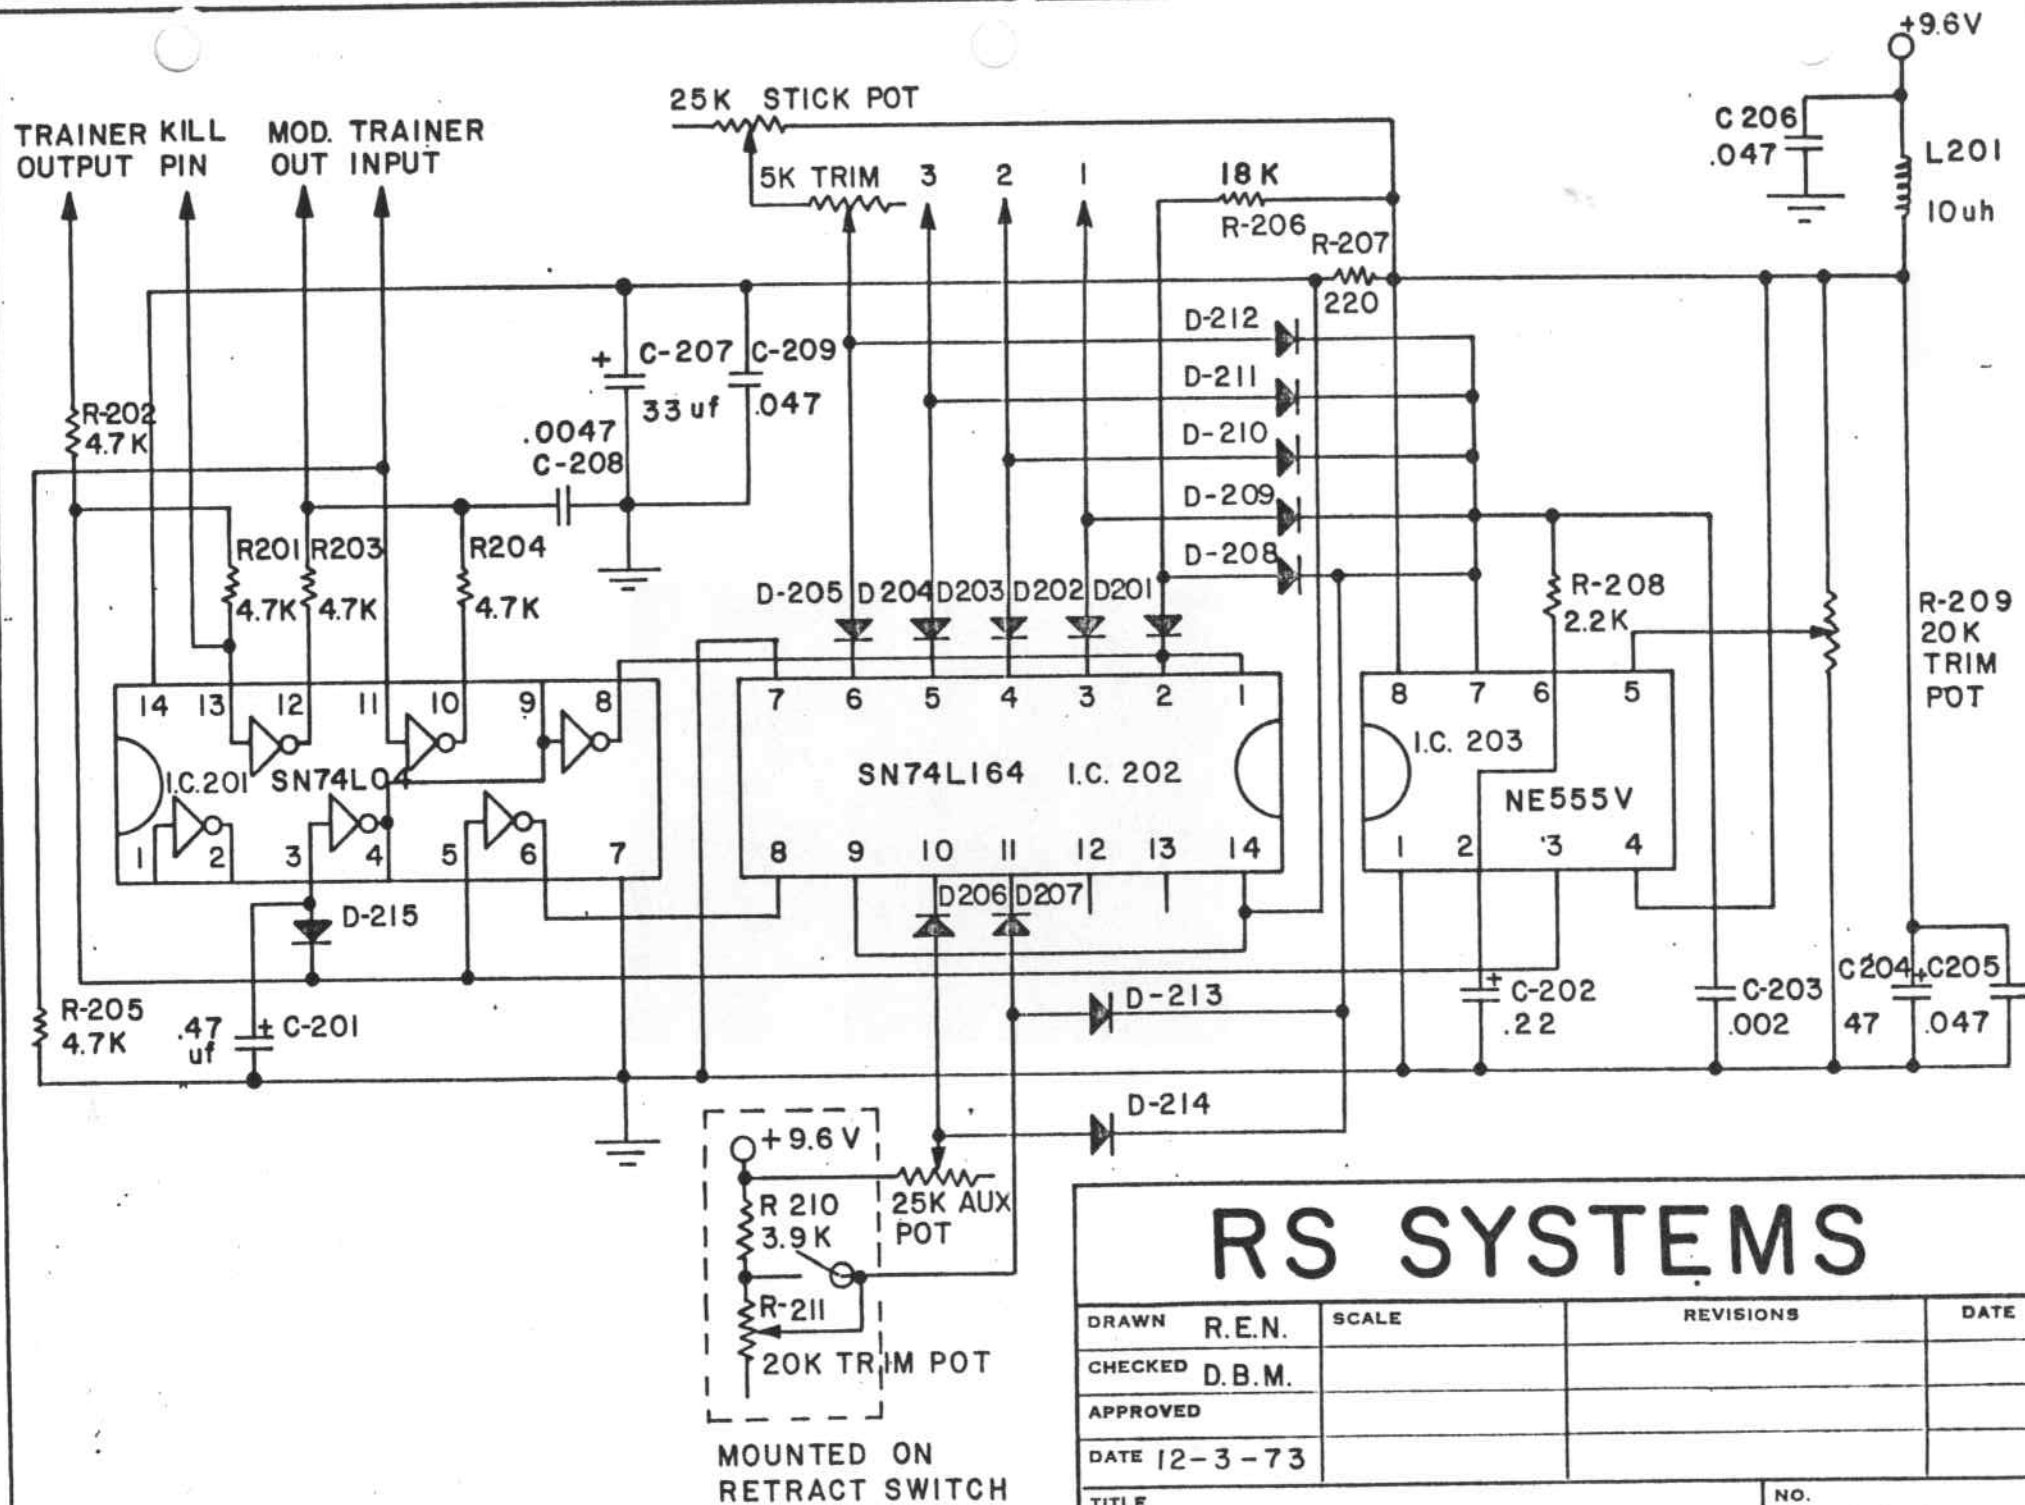 +9.6V
25K STICK POT
C 206
.047
L201
10uh
TRAINER OUTPUT
KILL PIN
MOD. OUT
TRAINER INPUT
5K TRIM
3 2 1
18K
R-206
R-207
220
D-212
C-207
+
33uf
C-209
.047
D-211
R-202
4.7K
.0047
C-208
D-210
D-209
R201
4.7K
R203
4.7K
R204
4.7K
D-208
D-205 D204 D203 D202 D201
R-208
2.2K
R-209
20K
TRIM
POT
14 13 12 11 10 9 8
7 6 5 4 3 2 1
8 7 6 5
I.C.201 SN74L04
SN74L164 I.C. 202
I.C. 203
NE555V
1 2 3 4 5 6 7
8 9 10 11 12 13 14
1 2 3 4
D-215
D206 D207
R-205
4.7K
.47
uf
+
C-201
D-213
+
C-202
.22
C-203
.002
C204
+
47
C205
.047
D-214
+9.6V
R 210
3.9K
25K AUX
POT
R-211
20K TRIM POT
MOUNTED ON
RETRACT SWITCH
RS SYSTEMS
DRAWN R.E.N.
SCALE
REVISIONS
DATE
CHECKED D.B.M.
APPROVED
DATE 12-3-73
TITLE
NO.